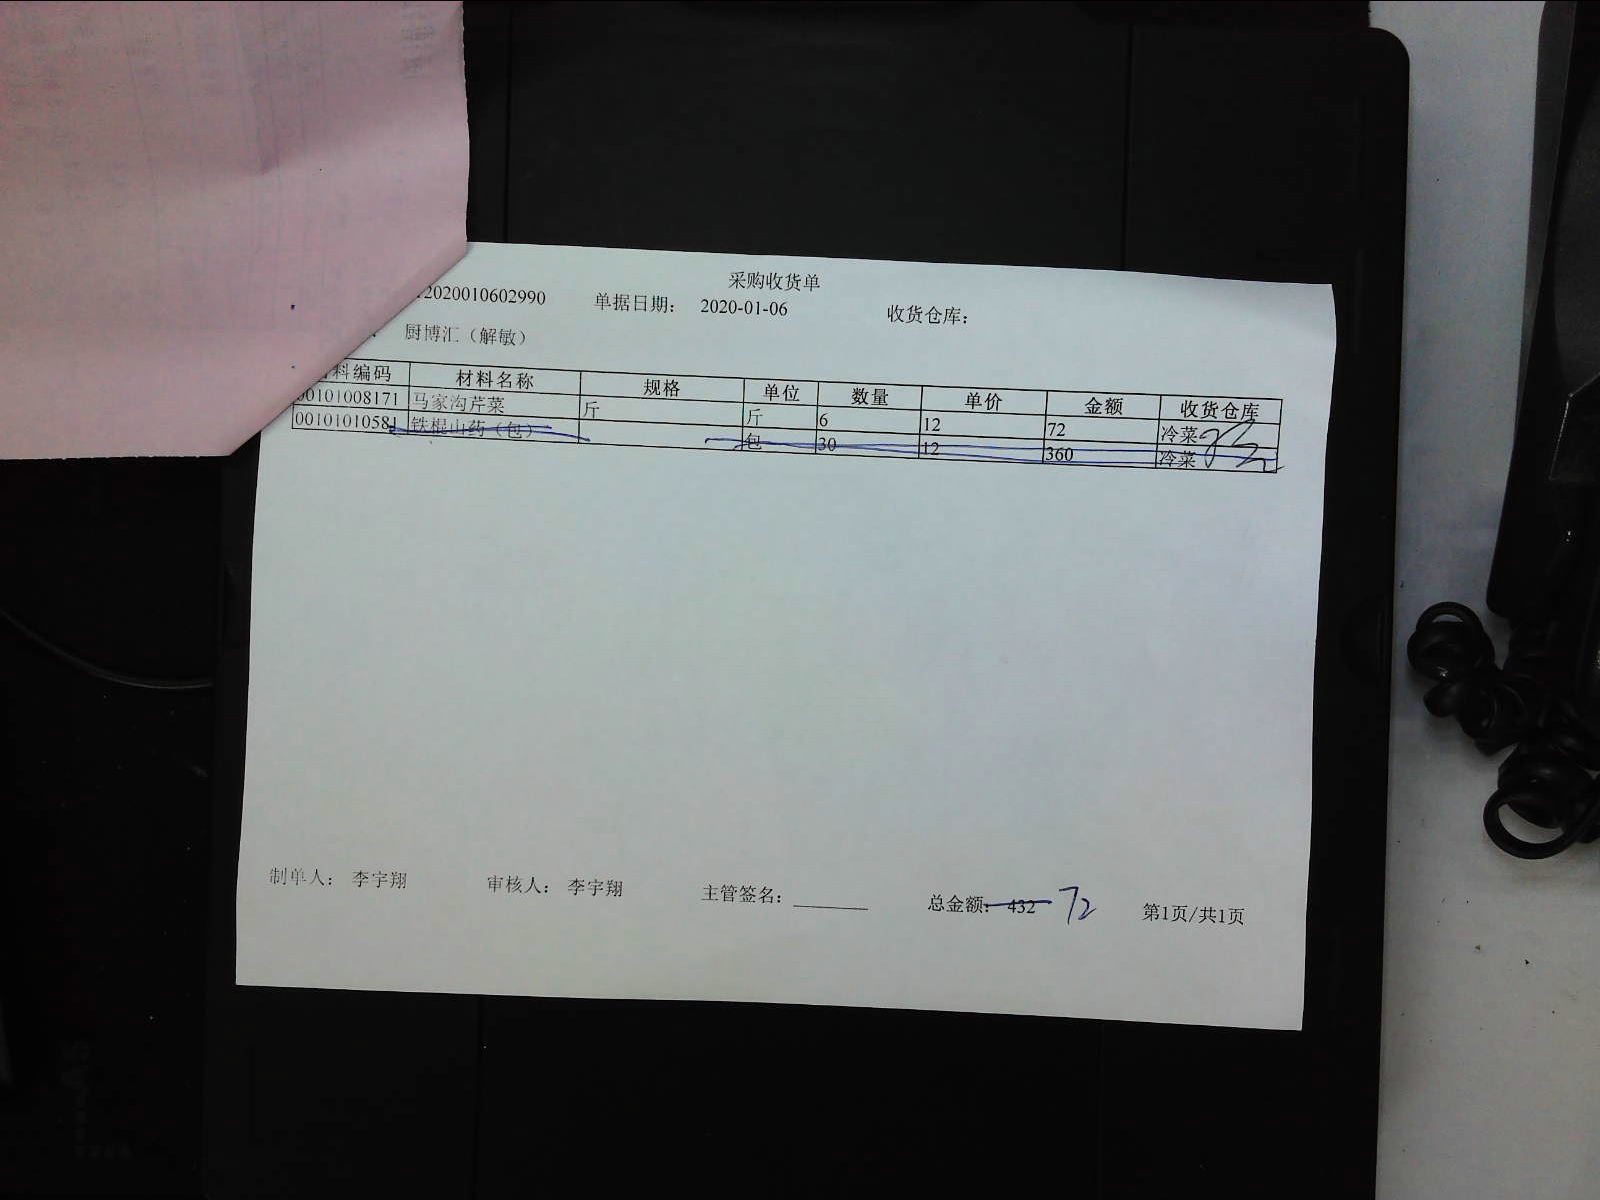 采购收货单
2020010602990 单据日期: 2020-01-06 收货仓库:
厨博汇（解敏）
料编码 材料名称 规格 单位 数量 单价 金额 收货仓库
00101008171 马家沟芹菜 斤 斤 6 12 72 冷菜
00101010581 铁棍山药（包） 包 30 12 360 冷菜
制单人: 李宇翔 审核人: 李宇翔 主管签名: 总金额: 432 72 第1页/共1页